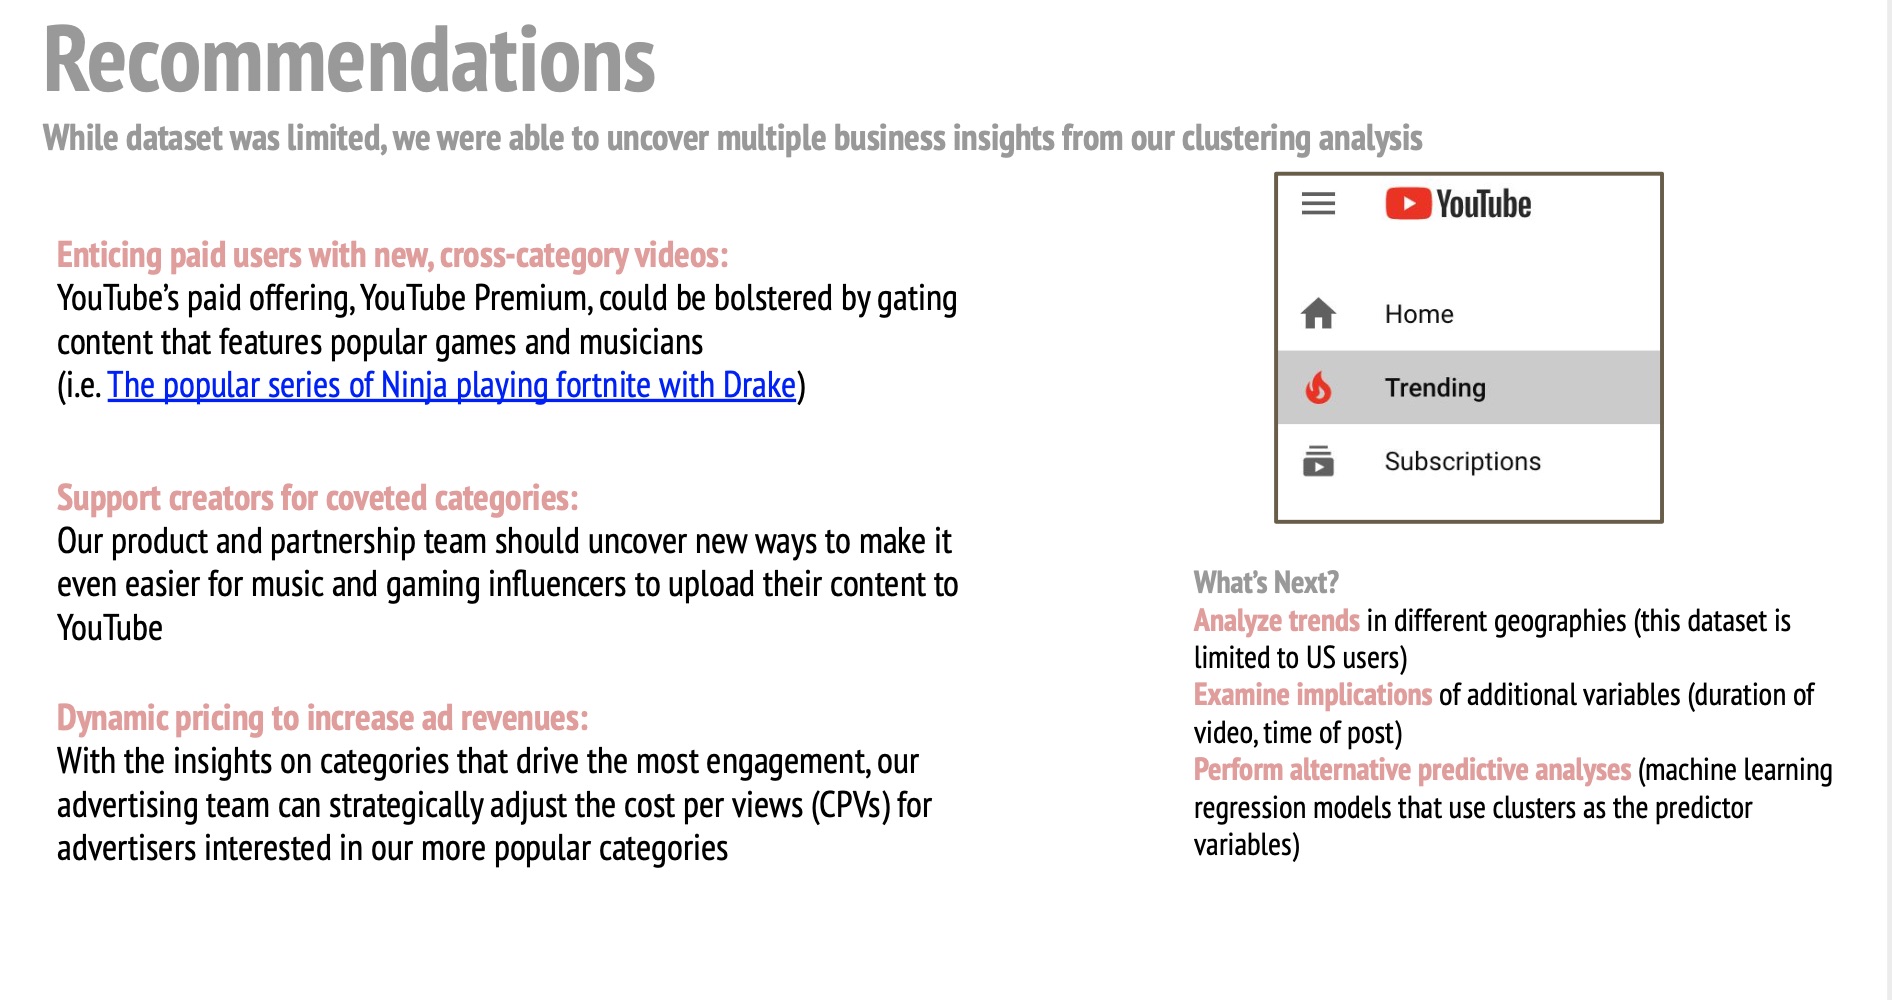 Recommendations
While dataset was limited, we were able to uncover multiple business insights from our clustering analysis
Enticing paid users with new, cross-category videos:
YouTube’s paid offering, YouTube Premium, could be bolstered by gating
content that features popular games and musicians
(i.e. The popular series of Ninja playing fortnite with Drake)
Support creators for coveted categories:
Our product and partnership team should uncover new ways to make it
even easier for music and gaming influencers to upload their content to
YouTube
Dynamic pricing to increase ad revenues:
With the insights on categories that drive the most engagement, our
advertising team can strategically adjust the cost per views (CPVs) for
advertisers interested in our more popular categories
YouTube
Home
Trending
Subscriptions
What’s Next?
Analyze trends in different geographies (this dataset is
limited to US users)
Examine implications of additional variables (duration of
video, time of post)
Perform alternative predictive analyses (machine learning
regression models that use clusters as the predictor
variables)